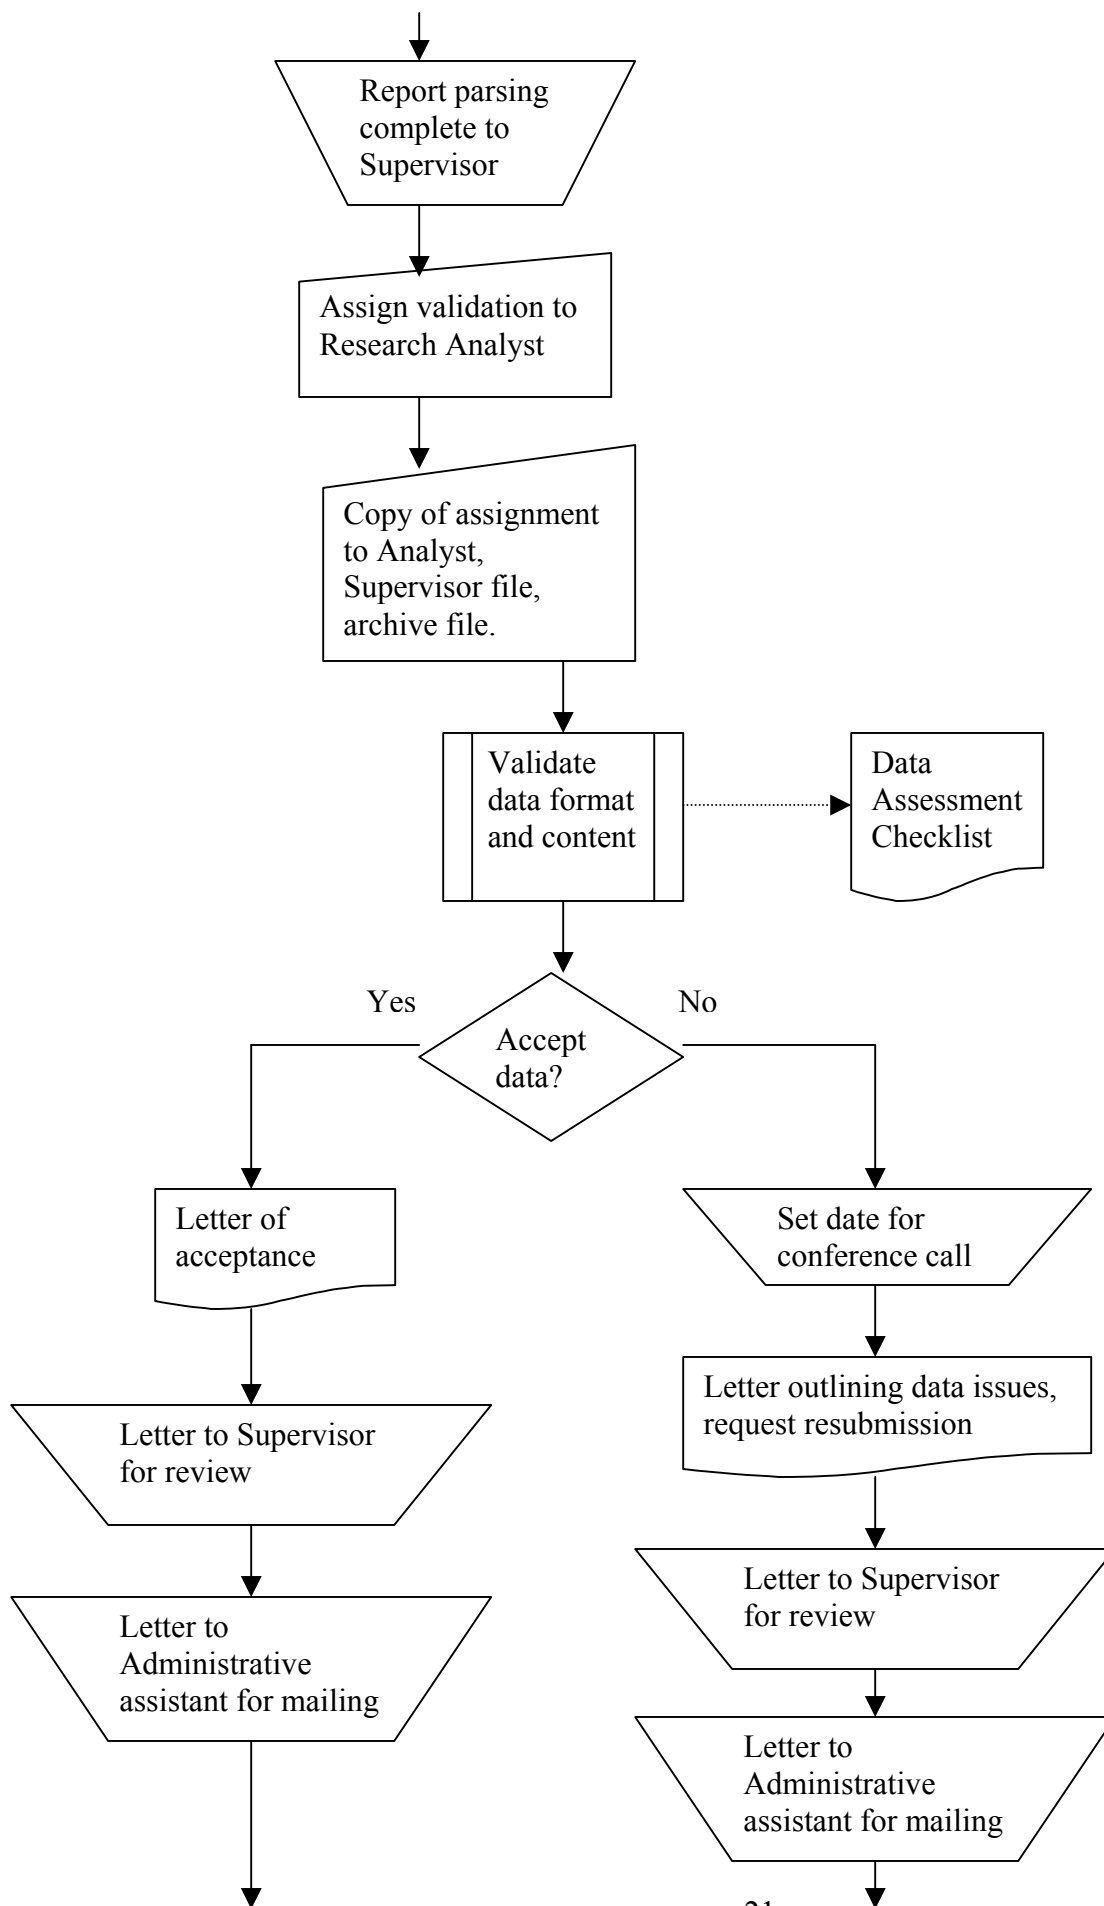 Report parsing
complete to
Supervisor
Assign validation to
Research Analyst
Copy of assignment
to Analyst,
Supervisor file,
archive file.
Validate
data format
and content
Data
Assessment
Checklist
Yes
No
Accept
data?
Letter of
acceptance
Set date for
conference call
Letter outlining data issues,
request resubmission
Letter to Supervisor
for review
Letter to Supervisor
for review
Letter to
Administrative
assistant for mailing
Letter to
Administrative
assistant for mailing